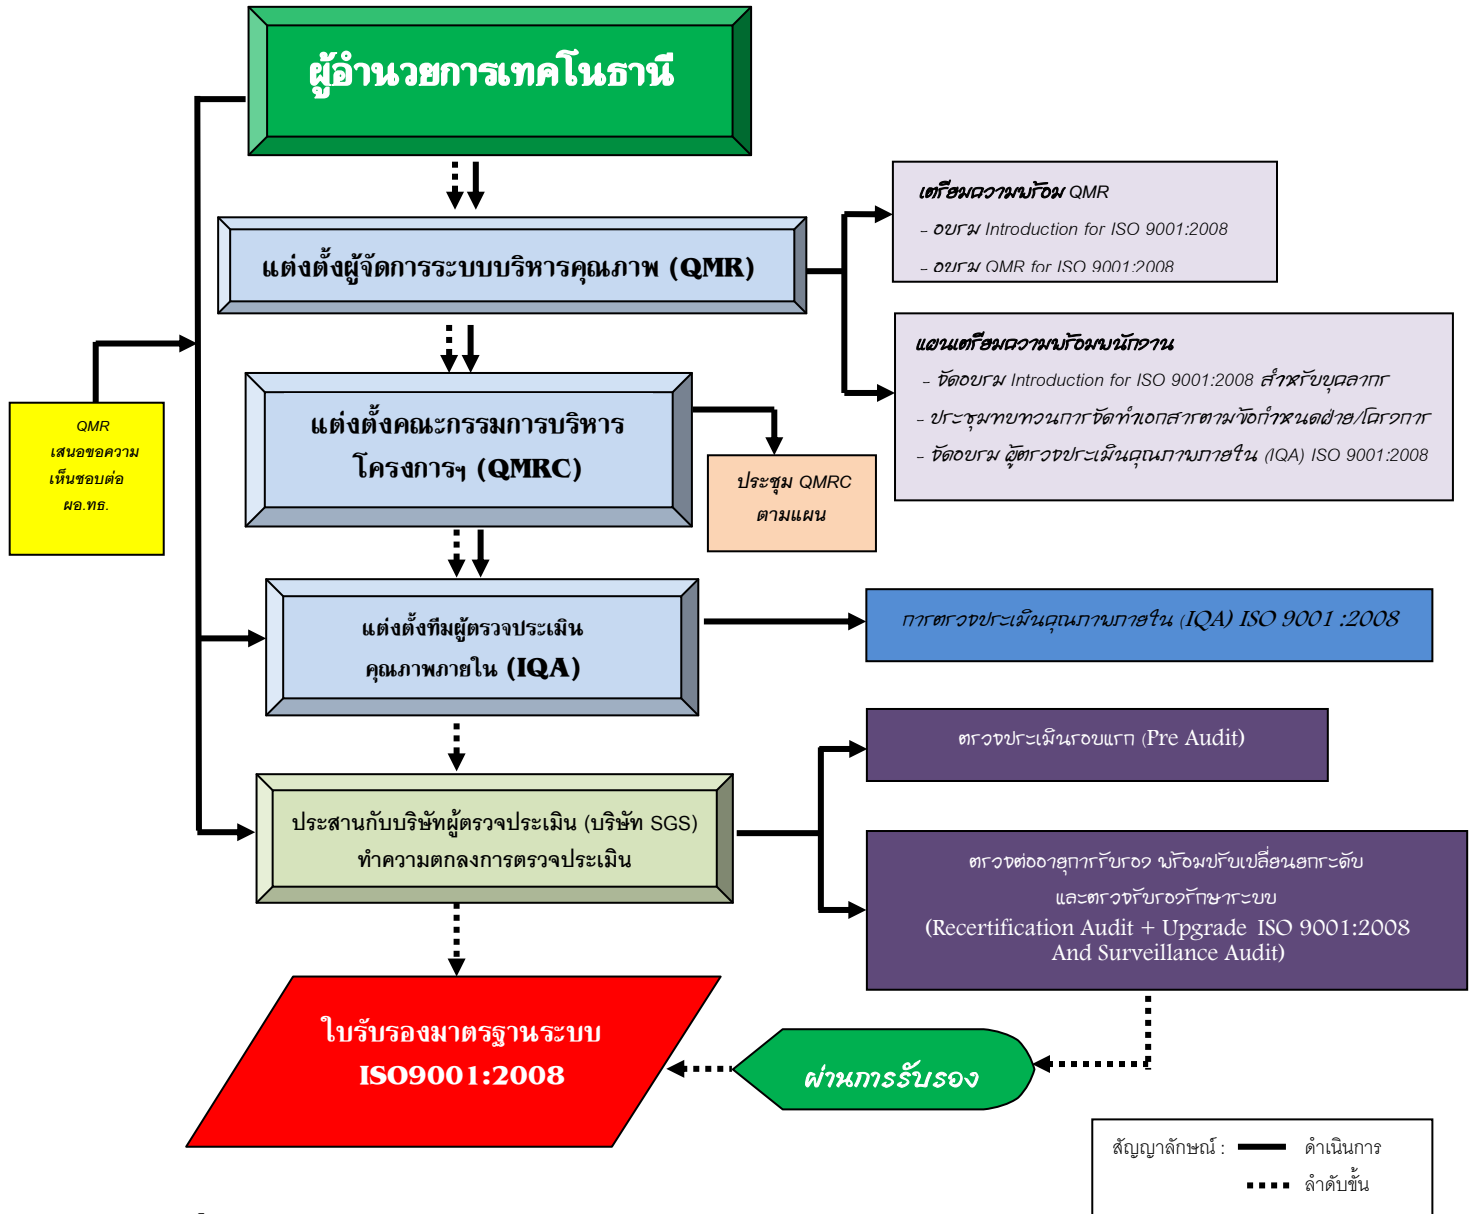 ผู้อำนวยการเทคโนธานี
แต่งตั้งผู้จัดการระบบบริหารคุณภาพ (QMR)
เตรียมความพร้อม QMR
- อบรม Introduction for ISO 9001:2008
- อบรม QMR for ISO 9001:2008
แผนเตรียมความพร้อมพนักงาน
- จัดอบรม Introduction for ISO 9001:2008 สำหรับบุคลากร
- ประชุมทบทวนการจัดทำเอกสารตามข้อกำหนดฝ่าย/โครงการ
- จัดอบรม ผู้ตรวจประเมินคุณภาพภายใน (IQA) ISO 9001:2008
QMR
เสนอขอความ
เห็นชอบต่อ
ผอ.ทธ.
แต่งตั้งคณะกรรมการบริหาร
โครงการฯ (QMRC)
ประชุม QMRC
ตามแผน
แต่งตั้งทีมผู้ตรวจประเมิน
คุณภาพภายใน (IQA)
การตรวจประเมินคุณภาพภายใน (IQA) ISO 9001 :2008
ตรวจประเมินรอบแรก (Pre Audit)
ประสานกับบริษัทผู้ตรวจประเมิน (บริษัท SGS)
ทำความตกลงการตรวจประเมิน
ตรวจต่ออายุการรับรอง พร้อมปรับเปลี่ยนยกระดับ
และตรวจรับรองรักษาระบบ
(Recertification Audit + Upgrade ISO 9001:2008
And Surveillance Audit)
ใบรับรองมาตรฐานระบบ
ISO9001:2008
ผ่านการรับรอง
สัญญาลักษณ์ : ดำเนินการ
ลำดับขั้น